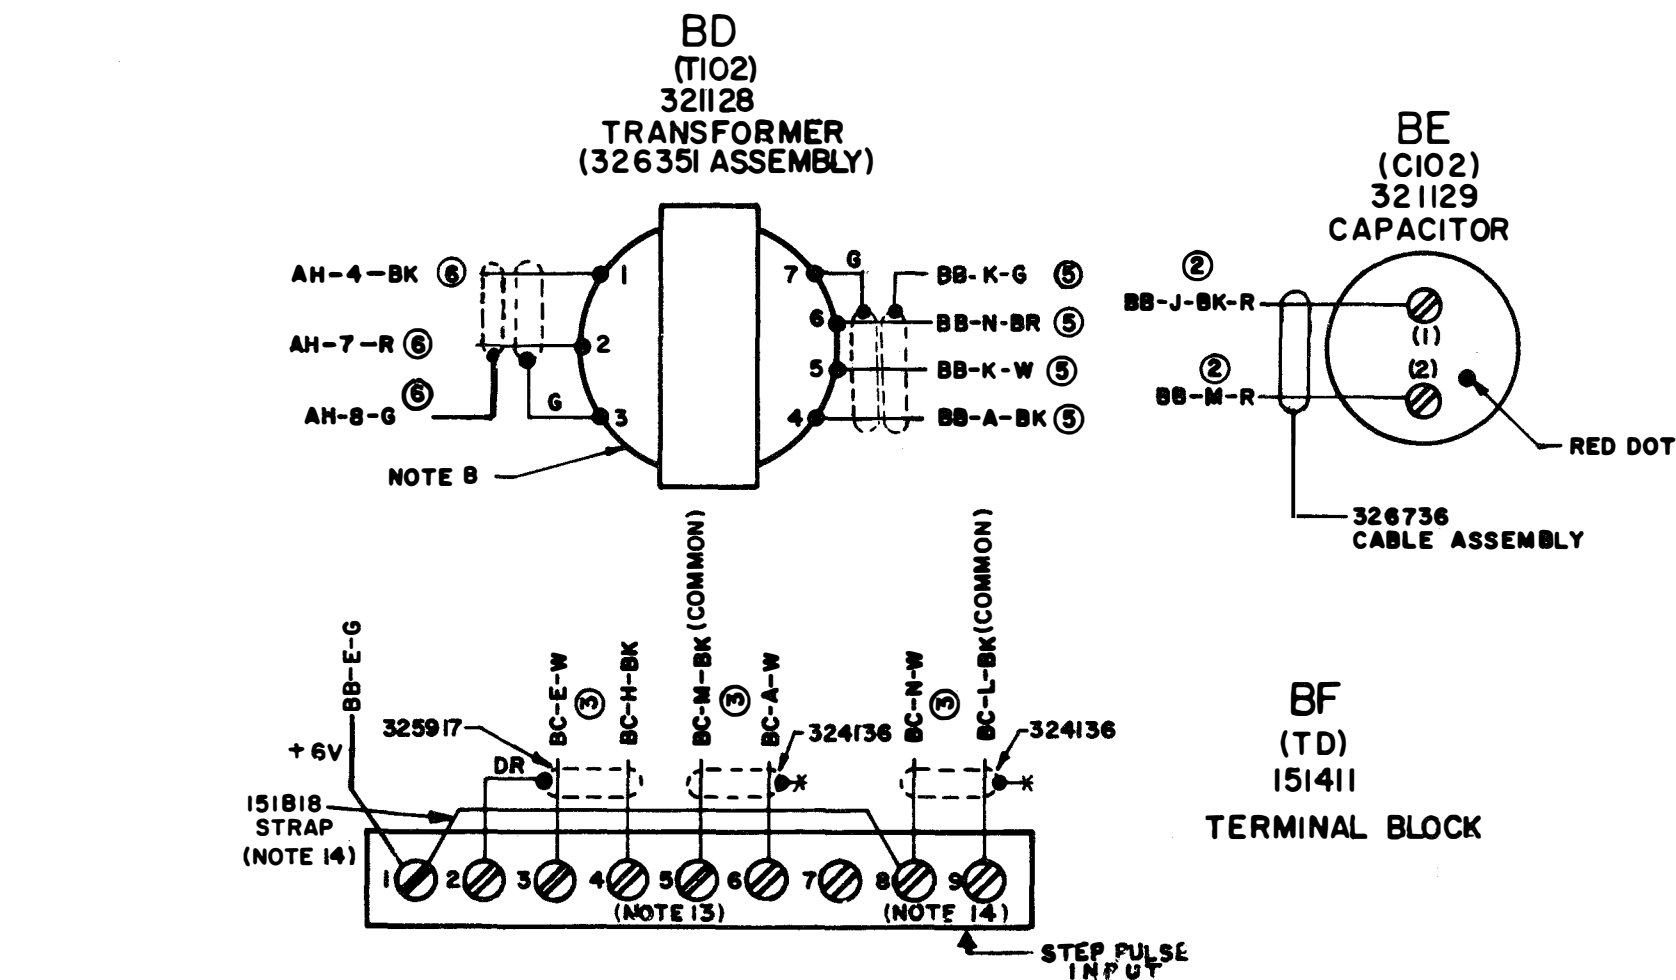 BD
(T102)
321128
TRANSFORMER
(326351 ASSEMBLY)
AH-4-BK 6
AH-7-R 6
AH-8-G 6
1
2
3
G
NOTE 8
7
6
5
4
G
BB-K-G 5
BB-N-BR 5
BB-K-W 5
BB-A-BK 5
BE
(C102)
321129
CAPACITOR
2
BB-J-BK-R
(1)
2
BB-M-R
(2)
RED DOT
326736
CABLE ASSEMBLY
BB-E-G
+6V
325917
DR
BC-E-W
3
BC-H-BK
BC-M-BK (COMMON)
3
BC-A-W
324136
*
BC-N-W
3
BC-L-BK (COMMON)
324136
*
151818
STRAP
(NOTE 14)
1 2 3 4 5 6 7 8 9
(NOTE 13) (NOTE 14)
STEP PULSE
INPUT
BF
(TD)
151411
TERMINAL BLOCK